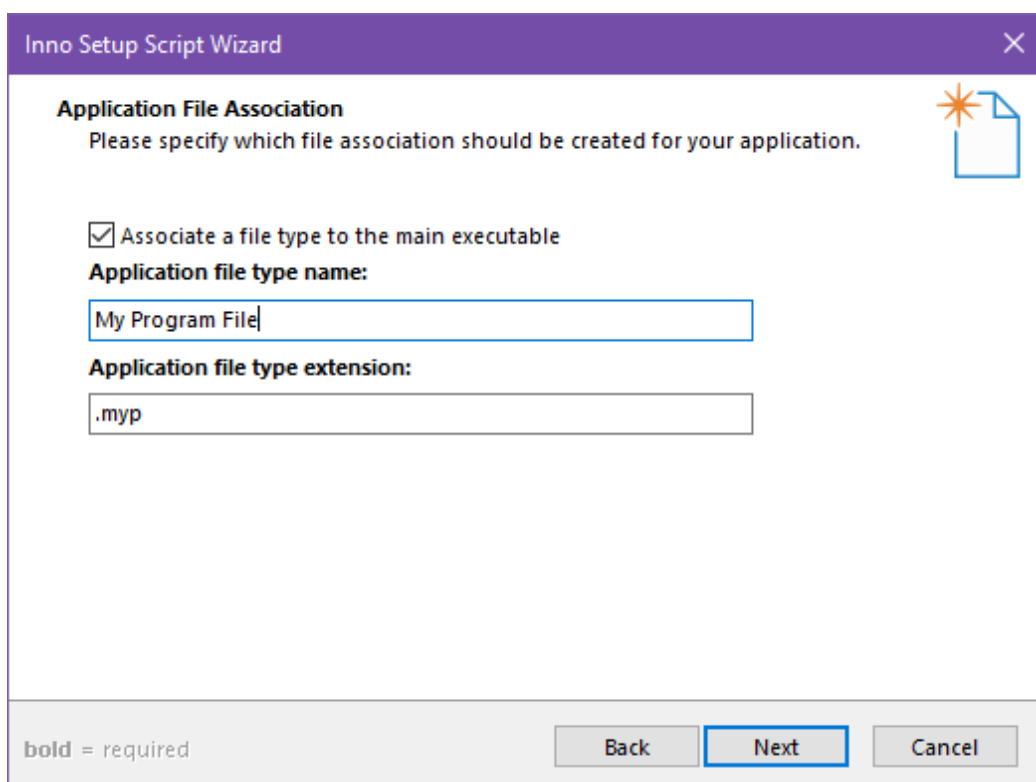 Inno Setup Script Wizard
Application File Association
Please specify which file association should be created for your application.
Associate a file type to the main executable
Application file type name:
My Program File
Application file type extension:
.myp
bold = required
Back
Next
Cancel